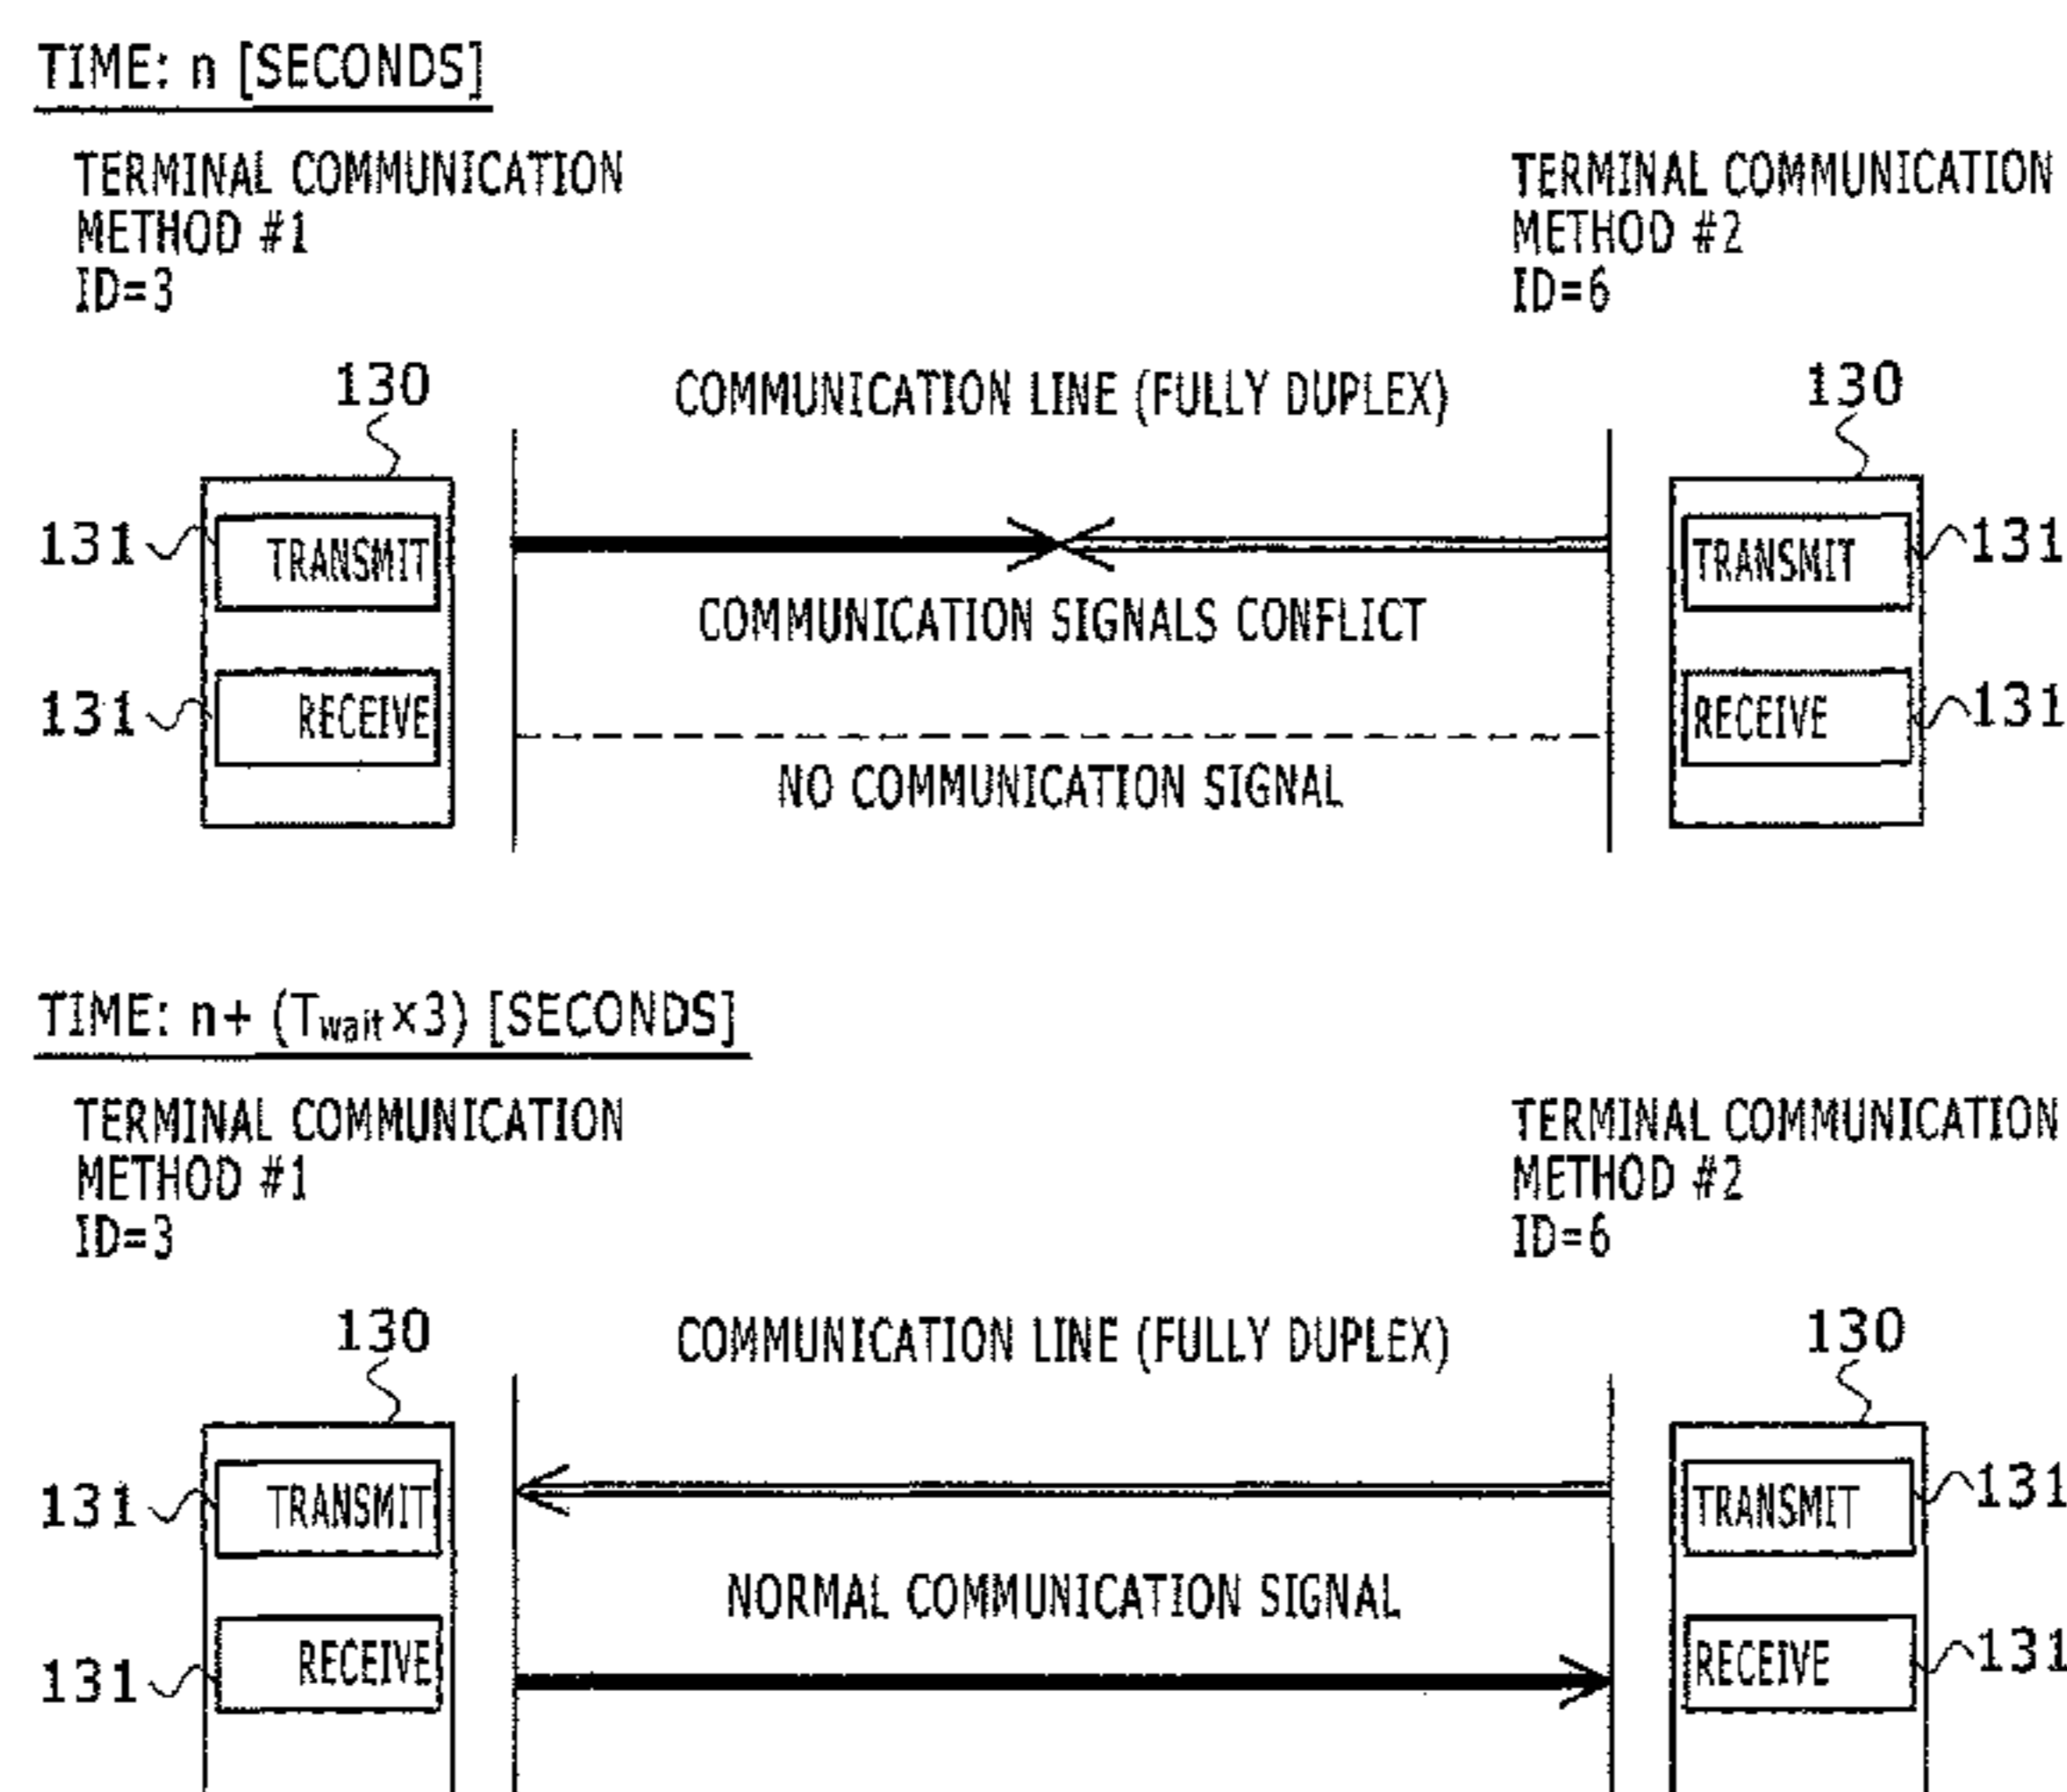 TIME: n [SECONDS]
TERMINAL COMMUNICATION
METHOD #1
ID=3
TERMINAL COMMUNICATION
METHOD #2
ID=6
130
COMMUNICATION LINE (FULLY DUPLEX)
130
131
TRANSMIT
TRANSMIT
131
COMMUNICATION SIGNALS CONFLICT
131
RECEIVE
RECEIVE
131
NO COMMUNICATION SIGNAL
TIME: n+ (Twait×3) [SECONDS]
TERMINAL COMMUNICATION
METHOD #1
ID=3
TERMINAL COMMUNICATION
METHOD #2
ID=6
130
COMMUNICATION LINE (FULLY DUPLEX)
130
131
TRANSMIT
TRANSMIT
131
NORMAL COMMUNICATION SIGNAL
131
RECEIVE
RECEIVE
131